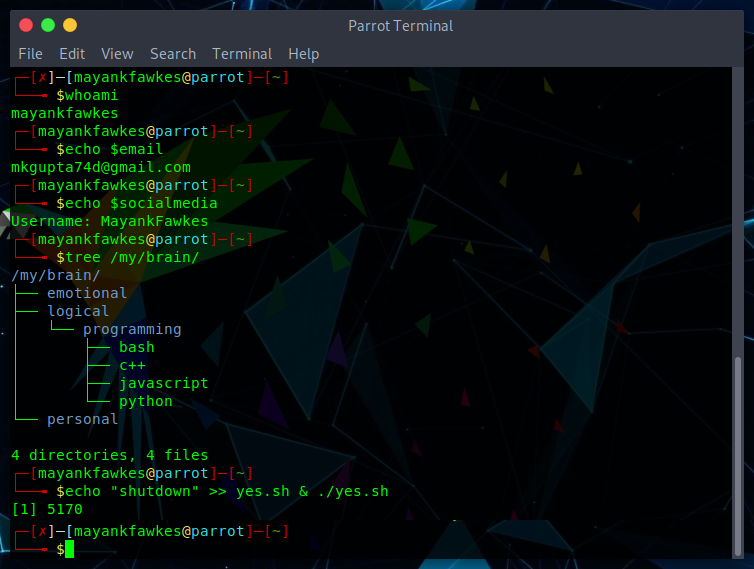 Parrot Terminal
File Edit View Search Terminal Help
┌─[✗]─[mayankfawkes@parrot]─[~]
└──╼ $whoami
mayankfawkes
┌─[mayankfawkes@parrot]─[~]
└──╼ $echo $email
mkgupta74d@gmail.com
┌─[mayankfawkes@parrot]─[~]
└──╼ $echo $socialmedia
Username: MayankFawkes
┌─[mayankfawkes@parrot]─[~]
└──╼ $tree /my/brain/
/my/brain/
├── emotional
├── logical
│   └── programming
│       ├── bash
│       ├── c++
│       ├── javascript
│       └── python
└── personal
4 directories, 4 files
┌─[mayankfawkes@parrot]─[~]
└──╼ $echo "shutdown" >> yes.sh & ./yes.sh
[1] 5170
┌─[✗]─[mayankfawkes@parrot]─[~]
└──╼ $